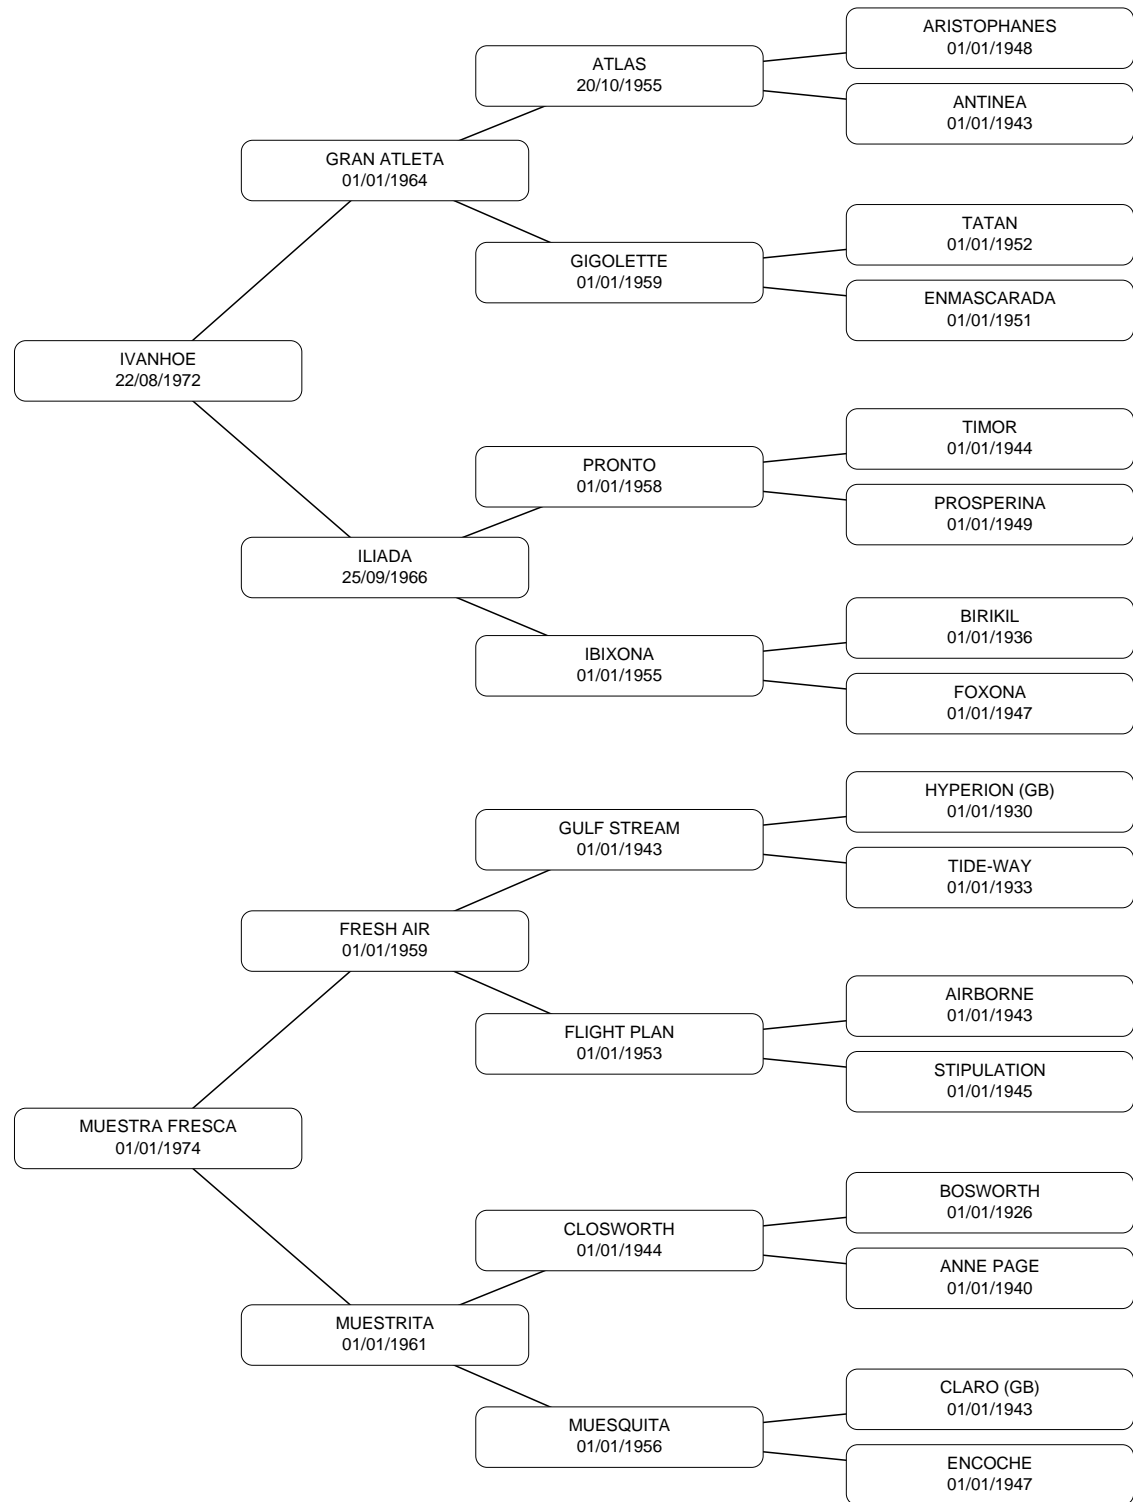 ARISTOPHANES
01/01/1948
ATLAS
20/10/1955
ANTINEA
01/01/1943
GRAN ATLETA
01/01/1964
TATAN
01/01/1952
GIGOLETTE
01/01/1959
ENMASCARADA
01/01/1951
IVANHOE
22/08/1972
TIMOR
01/01/1944
PRONTO
01/01/1958
PROSPERINA
01/01/1949
ILIADA
25/09/1966
BIRIKIL
01/01/1936
IBIXONA
01/01/1955
FOXONA
01/01/1947
HYPERION (GB)
01/01/1930
GULF STREAM
01/01/1943
TIDE-WAY
01/01/1933
FRESH AIR
01/01/1959
AIRBORNE
01/01/1943
FLIGHT PLAN
01/01/1953
STIPULATION
01/01/1945
MUESTRA FRESCA
01/01/1974
BOSWORTH
01/01/1926
CLOSWORTH
01/01/1944
ANNE PAGE
01/01/1940
MUESTRITA
01/01/1961
CLARO (GB)
01/01/1943
MUESQUITA
01/01/1956
ENCOCHE
01/01/1947